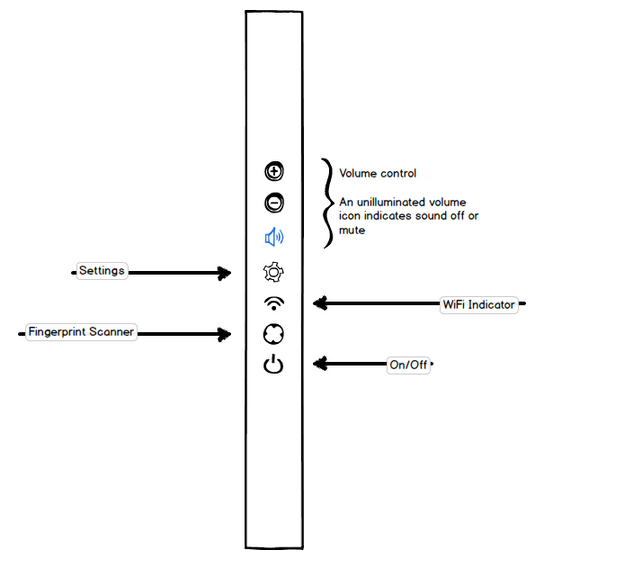 Volume control
An unilluminated volume
icon indicates sound off or
mute
Settings
WiFi Indicator
Fingerprint Scanner
On/Off